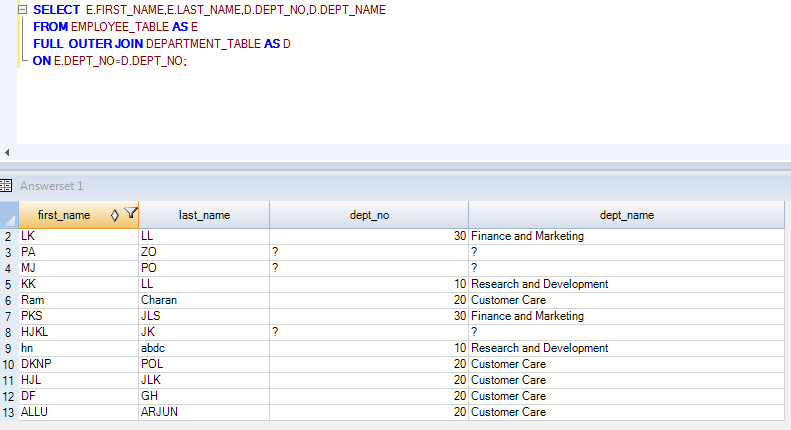 SELECT E.FIRST_NAME,E.LAST_NAME,D.DEPT_NO,D.DEPT_NAME
FROM EMPLOYEE_TABLE AS E
FULL OUTER JOIN DEPARTMENT_TABLE AS D
ON E.DEPT_NO=D.DEPT_NO;
Answerset 1
first_name last_name dept_no dept_name
2 LK LL 30 Finance and Marketing
3 PA ZO ? ?
4 MJ PO ? ?
5 KK LL 10 Research and Development
6 Ram Charan 20 Customer Care
7 PKS JLS 30 Finance and Marketing
8 HJKL JK ? ?
9 hn abdc 10 Research and Development
10 DKNP POL 20 Customer Care
11 HJL JLK 20 Customer Care
12 DF GH 20 Customer Care
13 ALLU ARJUN 20 Customer Care